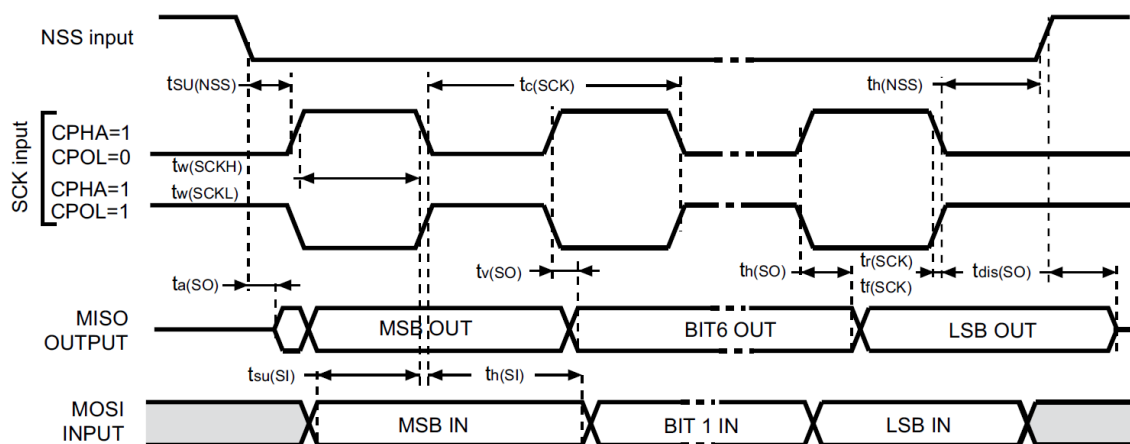 NSS input
tSU(NSS)
tc(SCK)
th(NSS)
SCK input
CPHA=1
CPOL=0
tw(SCKH)
CPHA=1
tw(SCKL)
CPOL=1
ta(SO)
tv(SO)
th(SO)
tr(SCK)
tf(SCK)
tdis(SO)
MISO
OUTPUT
MSB OUT
BIT6 OUT
LSB OUT
tsu(SI)
th(SI)
MOSI
INPUT
MSB IN
BIT 1 IN
LSB IN